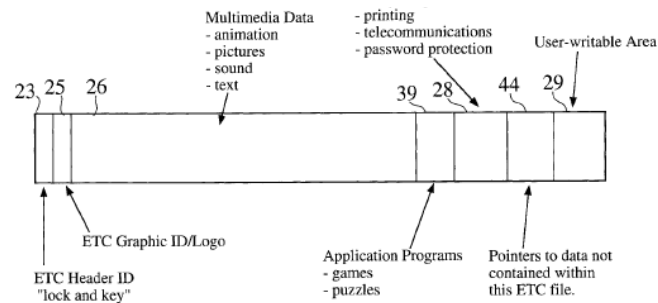 Multimedia Data
- animation
- pictures
- sound
- text
- printing
- telecommunications
- password protection
User-writable Area
23
25
26
39
28
44
29
ETC Graphic ID/Logo
ETC Header ID
"lock and key"
Application Programs
- games
- puzzles
Pointers to data not
contained within
this ETC file.